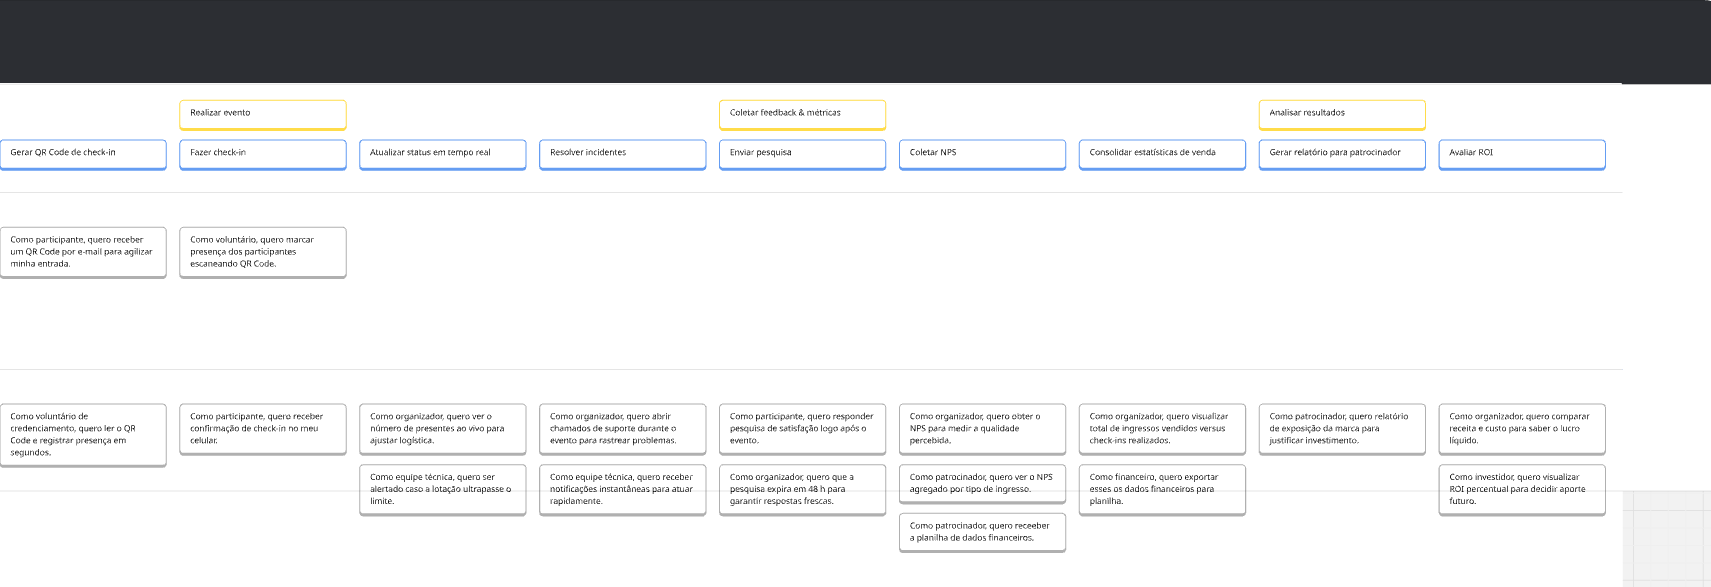 Realizar evento
Coletar feedback & métricas
Analisar resultados
Gerar QR Code de check-in
Fazer check-in
Atualizar status em tempo real
Resolver incidentes
Enviar pesquisa
Coletar NPS
Consolidar estatísticas de venda
Gerar relatório para patrocinador
Avaliar ROI
Como participante, quero receber
um QR Code por e-mail para agilizar
minha entrada.
Como voluntário, quero marcar
presença dos participantes
escaneando QR Code.
Como voluntário de
credenciamento, quero ler o QR
Code e registrar presença em
segundos.
Como participante, quero receber
confirmação de check-in no meu
celular.
Como organizador, quero ver o
número de presentes ao vivo para
ajustar logística.
Como organizador, quero abrir
chamados de suporte durante o
evento para rastrear problemas.
Como participante, quero responder
pesquisa de satisfação logo após o
evento.
Como organizador, quero obter o
NPS para medir a qualidade
percebida.
Como organizador, quero visualizar
total de ingressos vendidos versus
check-ins realizados.
Como patrocinador, quero relatório
de exposição da marca para
justificar investimento.
Como organizador, quero comparar
receita e custo para saber o lucro
líquido.
Como equipe técnica, quero ser
alertado caso a lotação ultrapasse o
limite.
Como equipe técnica, quero receber
notificações instantâneas para atuar
rapidamente.
Como organizador, quero que a
pesquisa expira em 48 h para
garantir respostas frescas.
Como patrocinador, quero ver o NPS
agregado por tipo de ingresso.
Como financeiro, quero exportar
esses os dados financeiros para
planilha.
Como investidor, quero visualizar
ROI percentual para decidir aporte
futuro.
Como patrocinador, quero receeber
a planilha de dados financeiros.